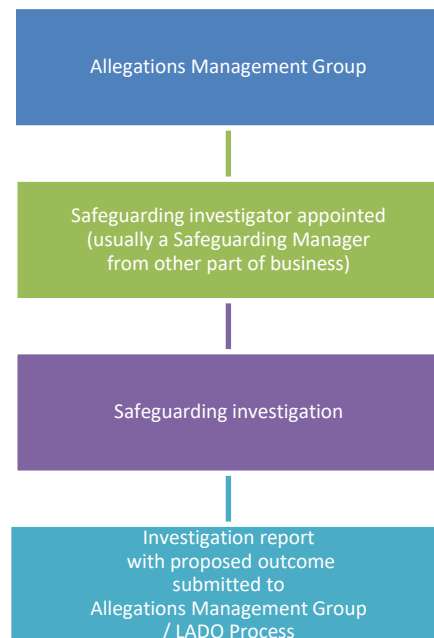 Allegations Management Group
Safeguarding investigator appointed
(usually a Safeguarding Manager
from other part of business)
Safeguarding investigation
Investigation report
with proposed outcome
submitted to
Allegations Management Group
/ LADO Process